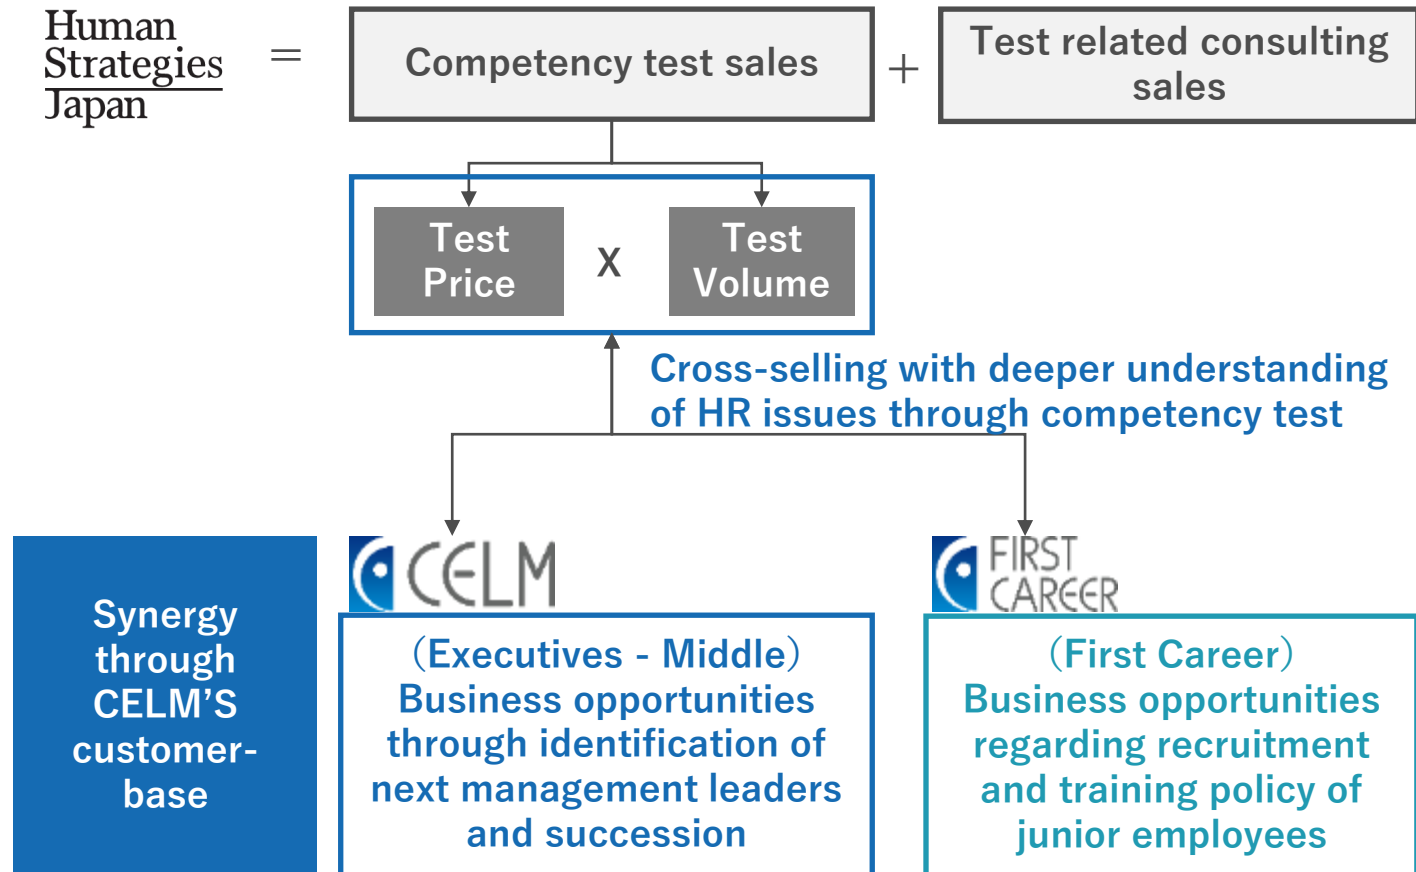 Human
Strategies
Japan
=
Competency test sales
+
Test related consulting
sales
Test
Price
X
Test
Volume
Cross-selling with deeper understanding
of HR issues through competency test
Synergy
through
CELM’S
customer-
base
CELM
（Executives - Middle）
Business opportunities
through identification of
next management leaders
and succession
FIRST
CAREER
（First Career）
Business opportunities
regarding recruitment
and training policy of
junior employees